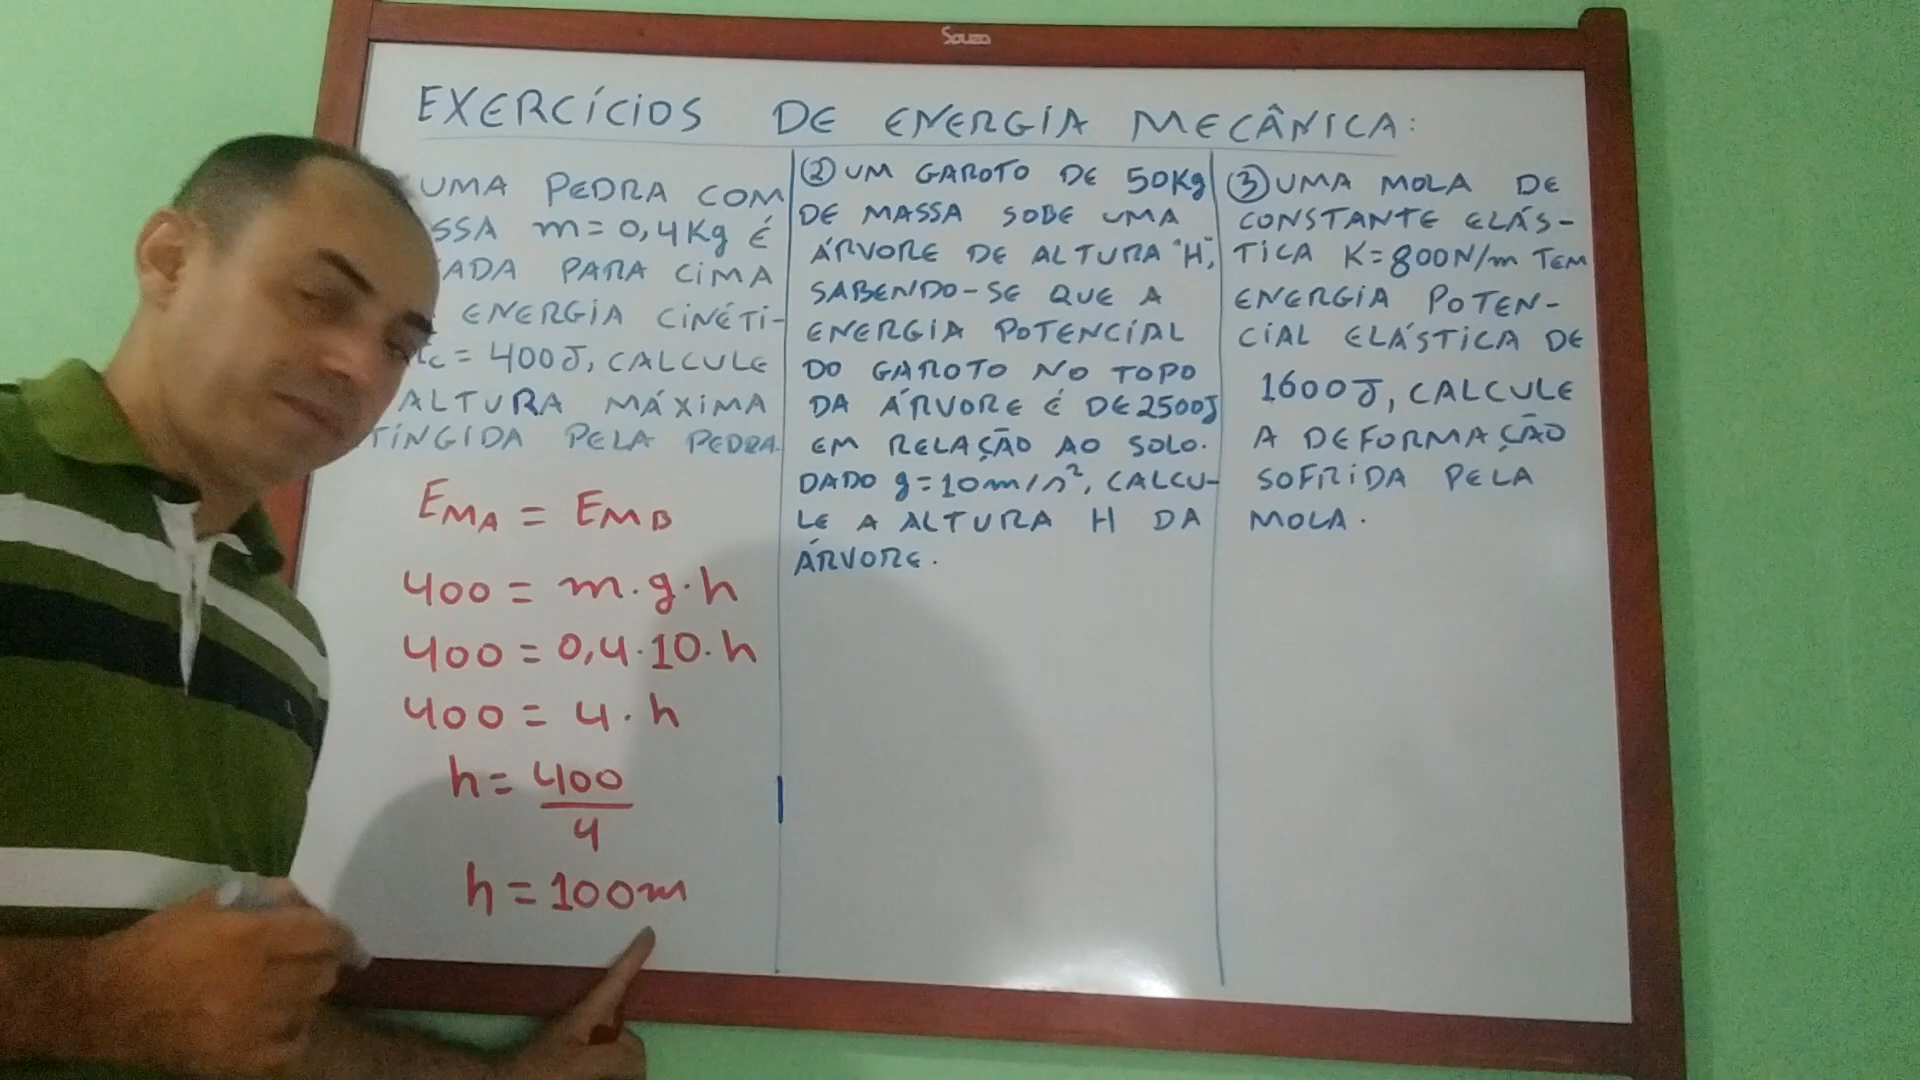 Souza
EXERCÍCIOS DE ENERGIA MECÂNICA:
UMA PEDRA COM
SSA m=0,4Kg É
ADA PARA CIMA
ENERGIA CINÉTI-
c = 400J, CALCULE
ALTURA MÁXIMA
TINGIDA PELA PEDRA.
EMA = EMB
400 = m.g.h
400 = 0,4.10.h
400 = 4.h
h = 400
4
h = 100m
② UM GAROTO DE 50Kg
DE MASSA SOBE UMA
ÁRVORE DE ALTURA "H",
SABENDO-SE QUE A
ENERGIA POTENCIAL
DO GAROTO NO TOPO
DA ÁRVORE É DE 2500J
EM RELAÇÃO AO SOLO.
DADO g=10m/s², CALCU-
LE A ALTURA H DA
ÁRVORE.
③ UMA MOLA DE
CONSTANTE ELÁS-
TICA K=800N/m TEM
ENERGIA POTEN-
CIAL ELÁSTICA DE
1600J, CALCULE
A DEFORMAÇÃO
SOFRIDA PELA
MOLA.